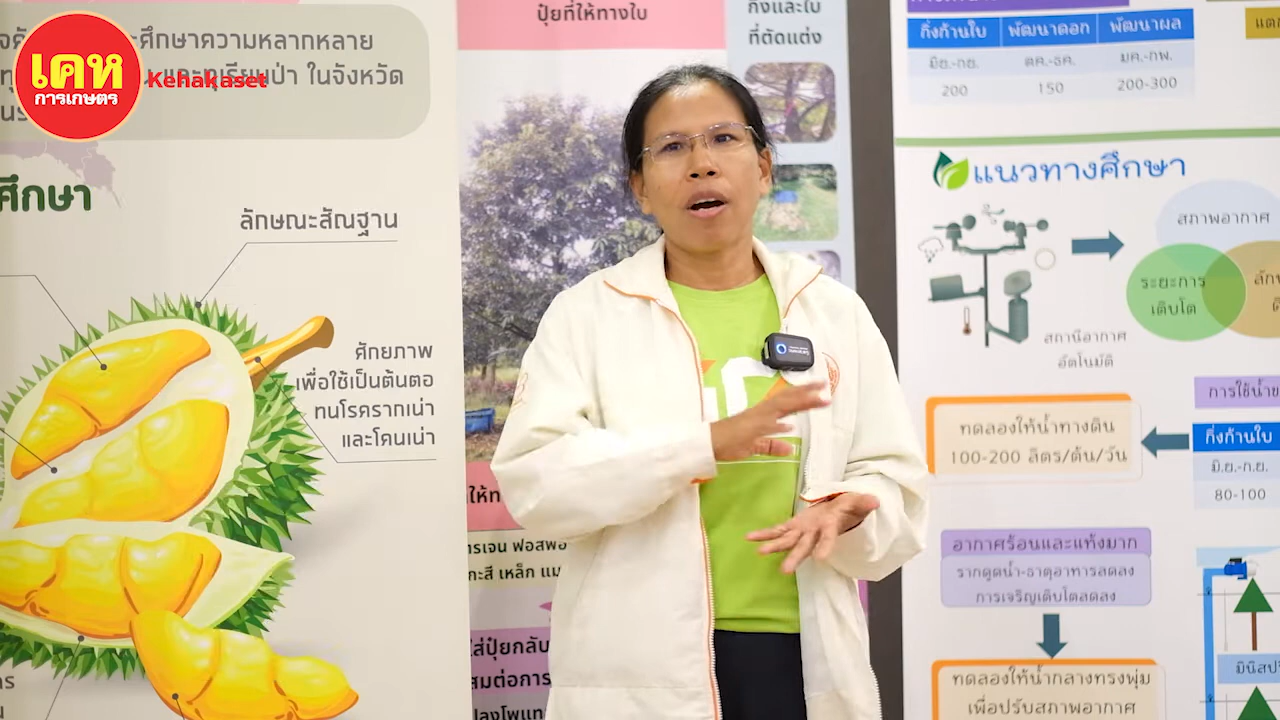 เคห
การเกษตร
Kehakaset
ศึกษาความหลากหลาย
ทุเรียนป่า ในจังหวัด
ศึกษา
ลักษณะสัณฐาน
ศักยภาพ
เพื่อใช้เป็นต้นตอ
ทนโรครากเน่า
และโคนเน่า
ปุ๋ยที่ให้ทางใบ
กิ่งและใบ
ที่ตัดแต่ง
ใส่ปุ๋ยกลับ
กิ่งก้านใบ พัฒนาดอก พัฒนาผล
มิย.-กย. ตค.-ธค. มค.-กพ.
200 150 200-300
แนวทางศึกษา
สภาพอากาศ
ระยะการ
เติบโต
สถานีอากาศ
อัตโนมัติ
การใช้น้ำ
ทดลองให้น้ำทางดิน
100-200 ลิตร/ต้น/วัน
กิ่งก้านใบ
มิ.ย.-ก.ย.
80-100
อากาศร้อนและแห้งมาก
รากดูดน้ำ-ธาตุอาหารลดลง
การเจริญเติบโตลดลง
ทดลองให้น้ำกลางทรงพุ่ม
เพื่อปรับสภาพอากาศ